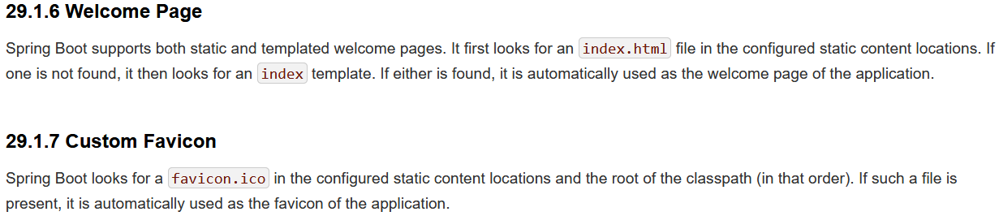 29.1.6 Welcome Page
Spring Boot supports both static and templated welcome pages. It first looks for an index.html file in the configured static content locations. If
one is not found, it then looks for an index template. If either is found, it is automatically used as the welcome page of the application.
29.1.7 Custom Favicon
Spring Boot looks for a favicon.ico in the configured static content locations and the root of the classpath (in that order). If such a file is
present, it is automatically used as the favicon of the application.